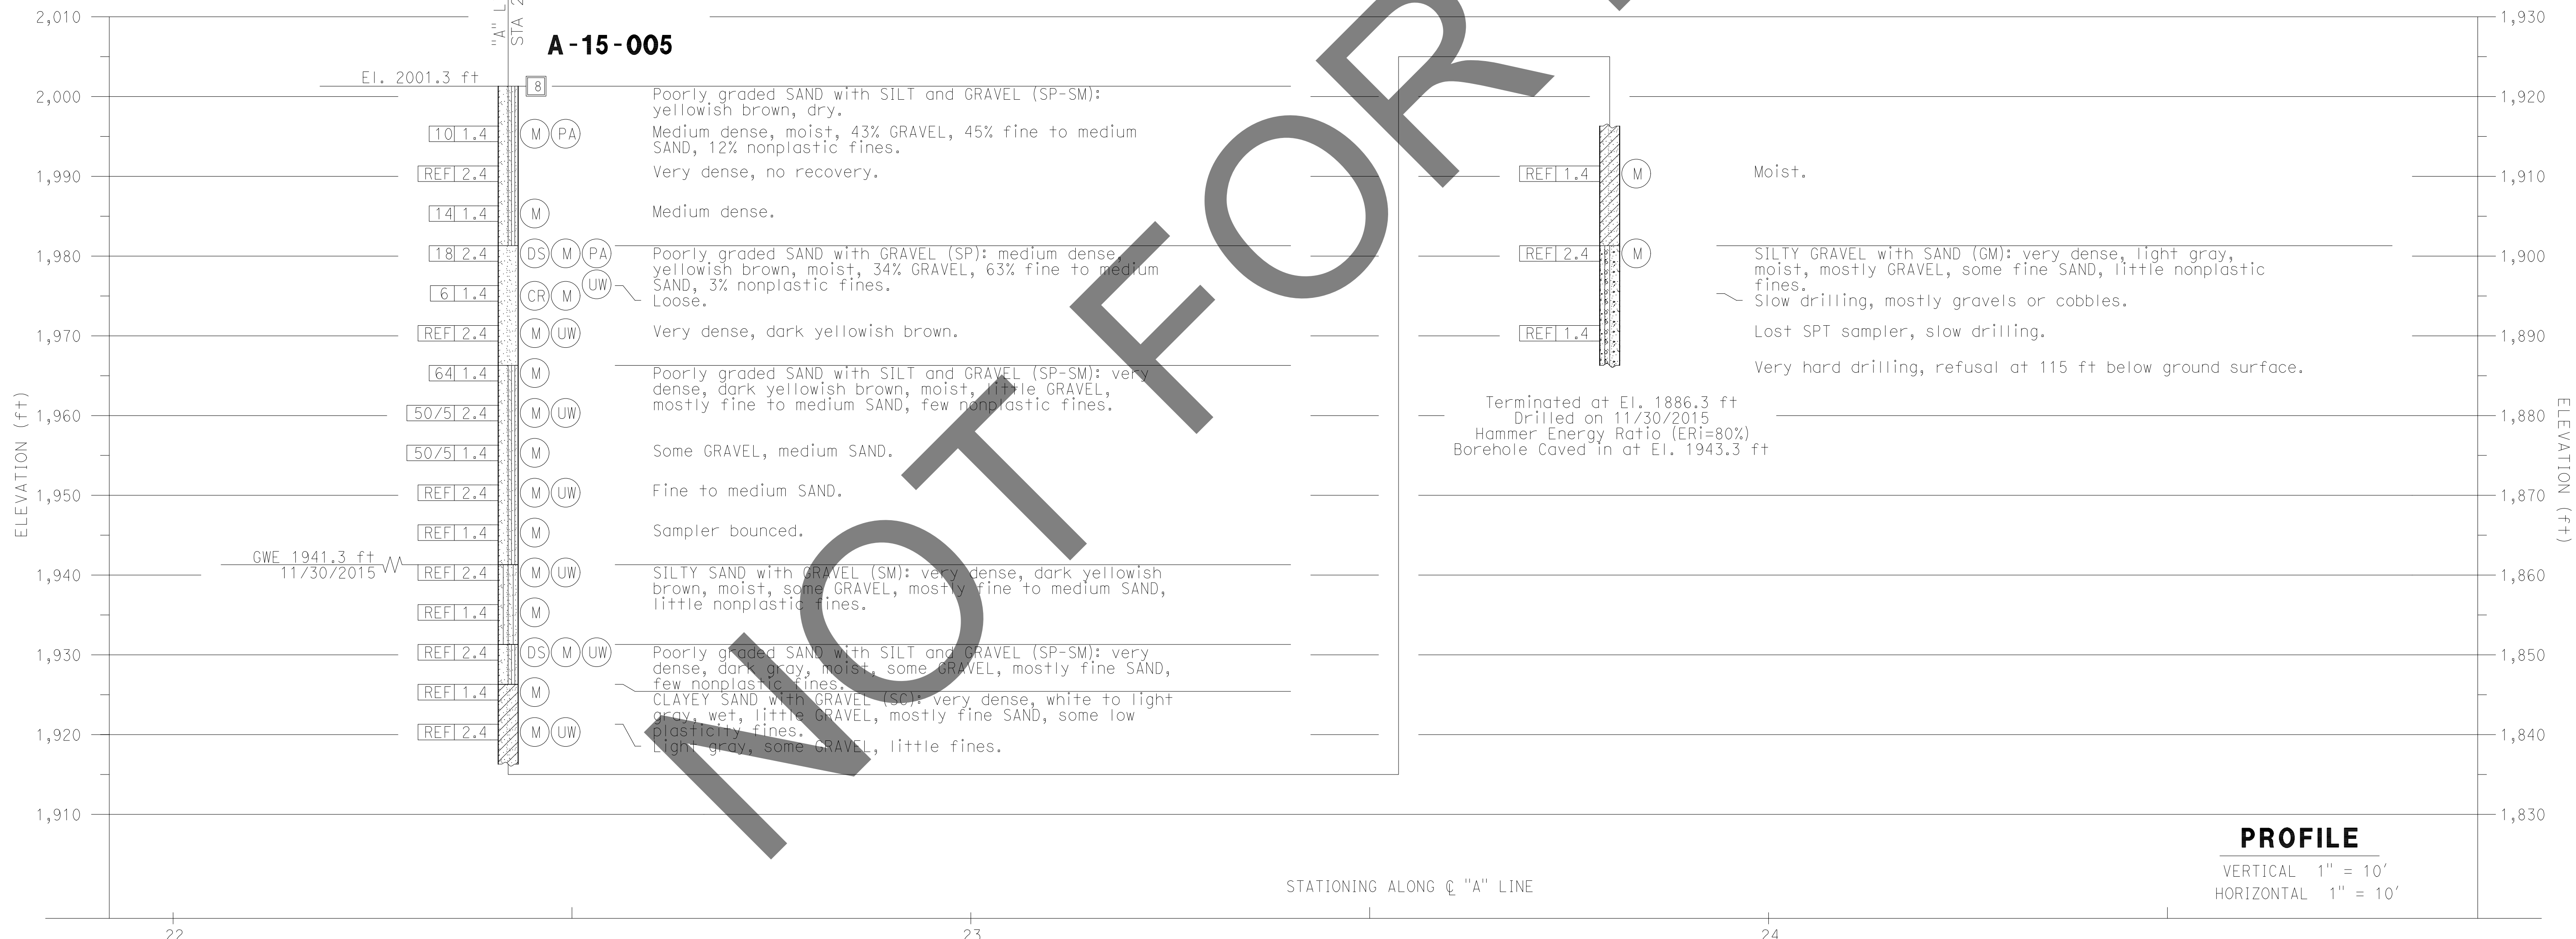 2,010
"A" L
STA 2
A-15-005
El. 2001.3 ft
8
2,000
Poorly graded SAND with SILT and GRAVEL (SP-SM):
yellowish brown, dry.
10 1.4
M PA
Medium dense, moist, 43% GRAVEL, 45% fine to medium
SAND, 12% nonplastic fines.
1,990
REF 2.4
Very dense, no recovery.
14 1.4
M
Medium dense.
1,980
18 2.4
DS M PA
Poorly graded SAND with GRAVEL (SP): medium dense,
yellowish brown, moist, 34% GRAVEL, 63% fine to medium
SAND, 3% nonplastic fines.
6 1.4
CR M UW
Loose.
1,970
REF 2.4
M UW
Very dense, dark yellowish brown.
64 1.4
M
Poorly graded SAND with SILT and GRAVEL (SP-SM): very
dense, dark yellowish brown, moist, little GRAVEL,
mostly fine to medium SAND, few nonplastic fines.
1,960
50/5 2.4
M UW
50/5 1.4
M
Some GRAVEL, medium SAND.
1,950
REF 2.4
M UW
Fine to medium SAND.
REF 1.4
M
Sampler bounced.
GWE 1941.3 ft
11/30/2015
1,940
REF 2.4
M UW
SILTY SAND with GRAVEL (SM): very dense, dark yellowish
brown, moist, some GRAVEL, mostly fine to medium SAND,
little nonplastic fines.
REF 1.4
M
1,930
REF 2.4
DS M UW
Poorly graded SAND with SILT and GRAVEL (SP-SM): very
dense, dark gray, moist, some GRAVEL, mostly fine SAND,
few nonplastic fines.
REF 1.4
M
CLAYEY SAND with GRAVEL (SC): very dense, white to light
gray, wet, little GRAVEL, mostly fine SAND, some low
plasticity fines.
1,920
REF 2.4
M UW
Light gray, some GRAVEL, little fines.
1,910
ELEVATION (ft)
NOT FOR
1,930
1,920
REF 1.4
M
Moist.
1,910
REF 2.4
M
SILTY GRAVEL with SAND (GM): very dense, light gray,
moist, mostly GRAVEL, some fine SAND, little nonplastic
fines.
1,900
Slow drilling, mostly gravels or cobbles.
REF 1.4
Lost SPT sampler, slow drilling.
1,890
Very hard drilling, refusal at 115 ft below ground surface.
Terminated at El. 1886.3 ft
Drilled on 11/30/2015
Hammer Energy Ratio (ERi=80%)
Borehole Caved in at El. 1943.3 ft
1,880
1,870
1,860
1,850
1,840
1,830
ELEVATION (ft)
PROFILE
VERTICAL 1" = 10'
HORIZONTAL 1" = 10'
STATIONING ALONG ℄ "A" LINE
22
23
24